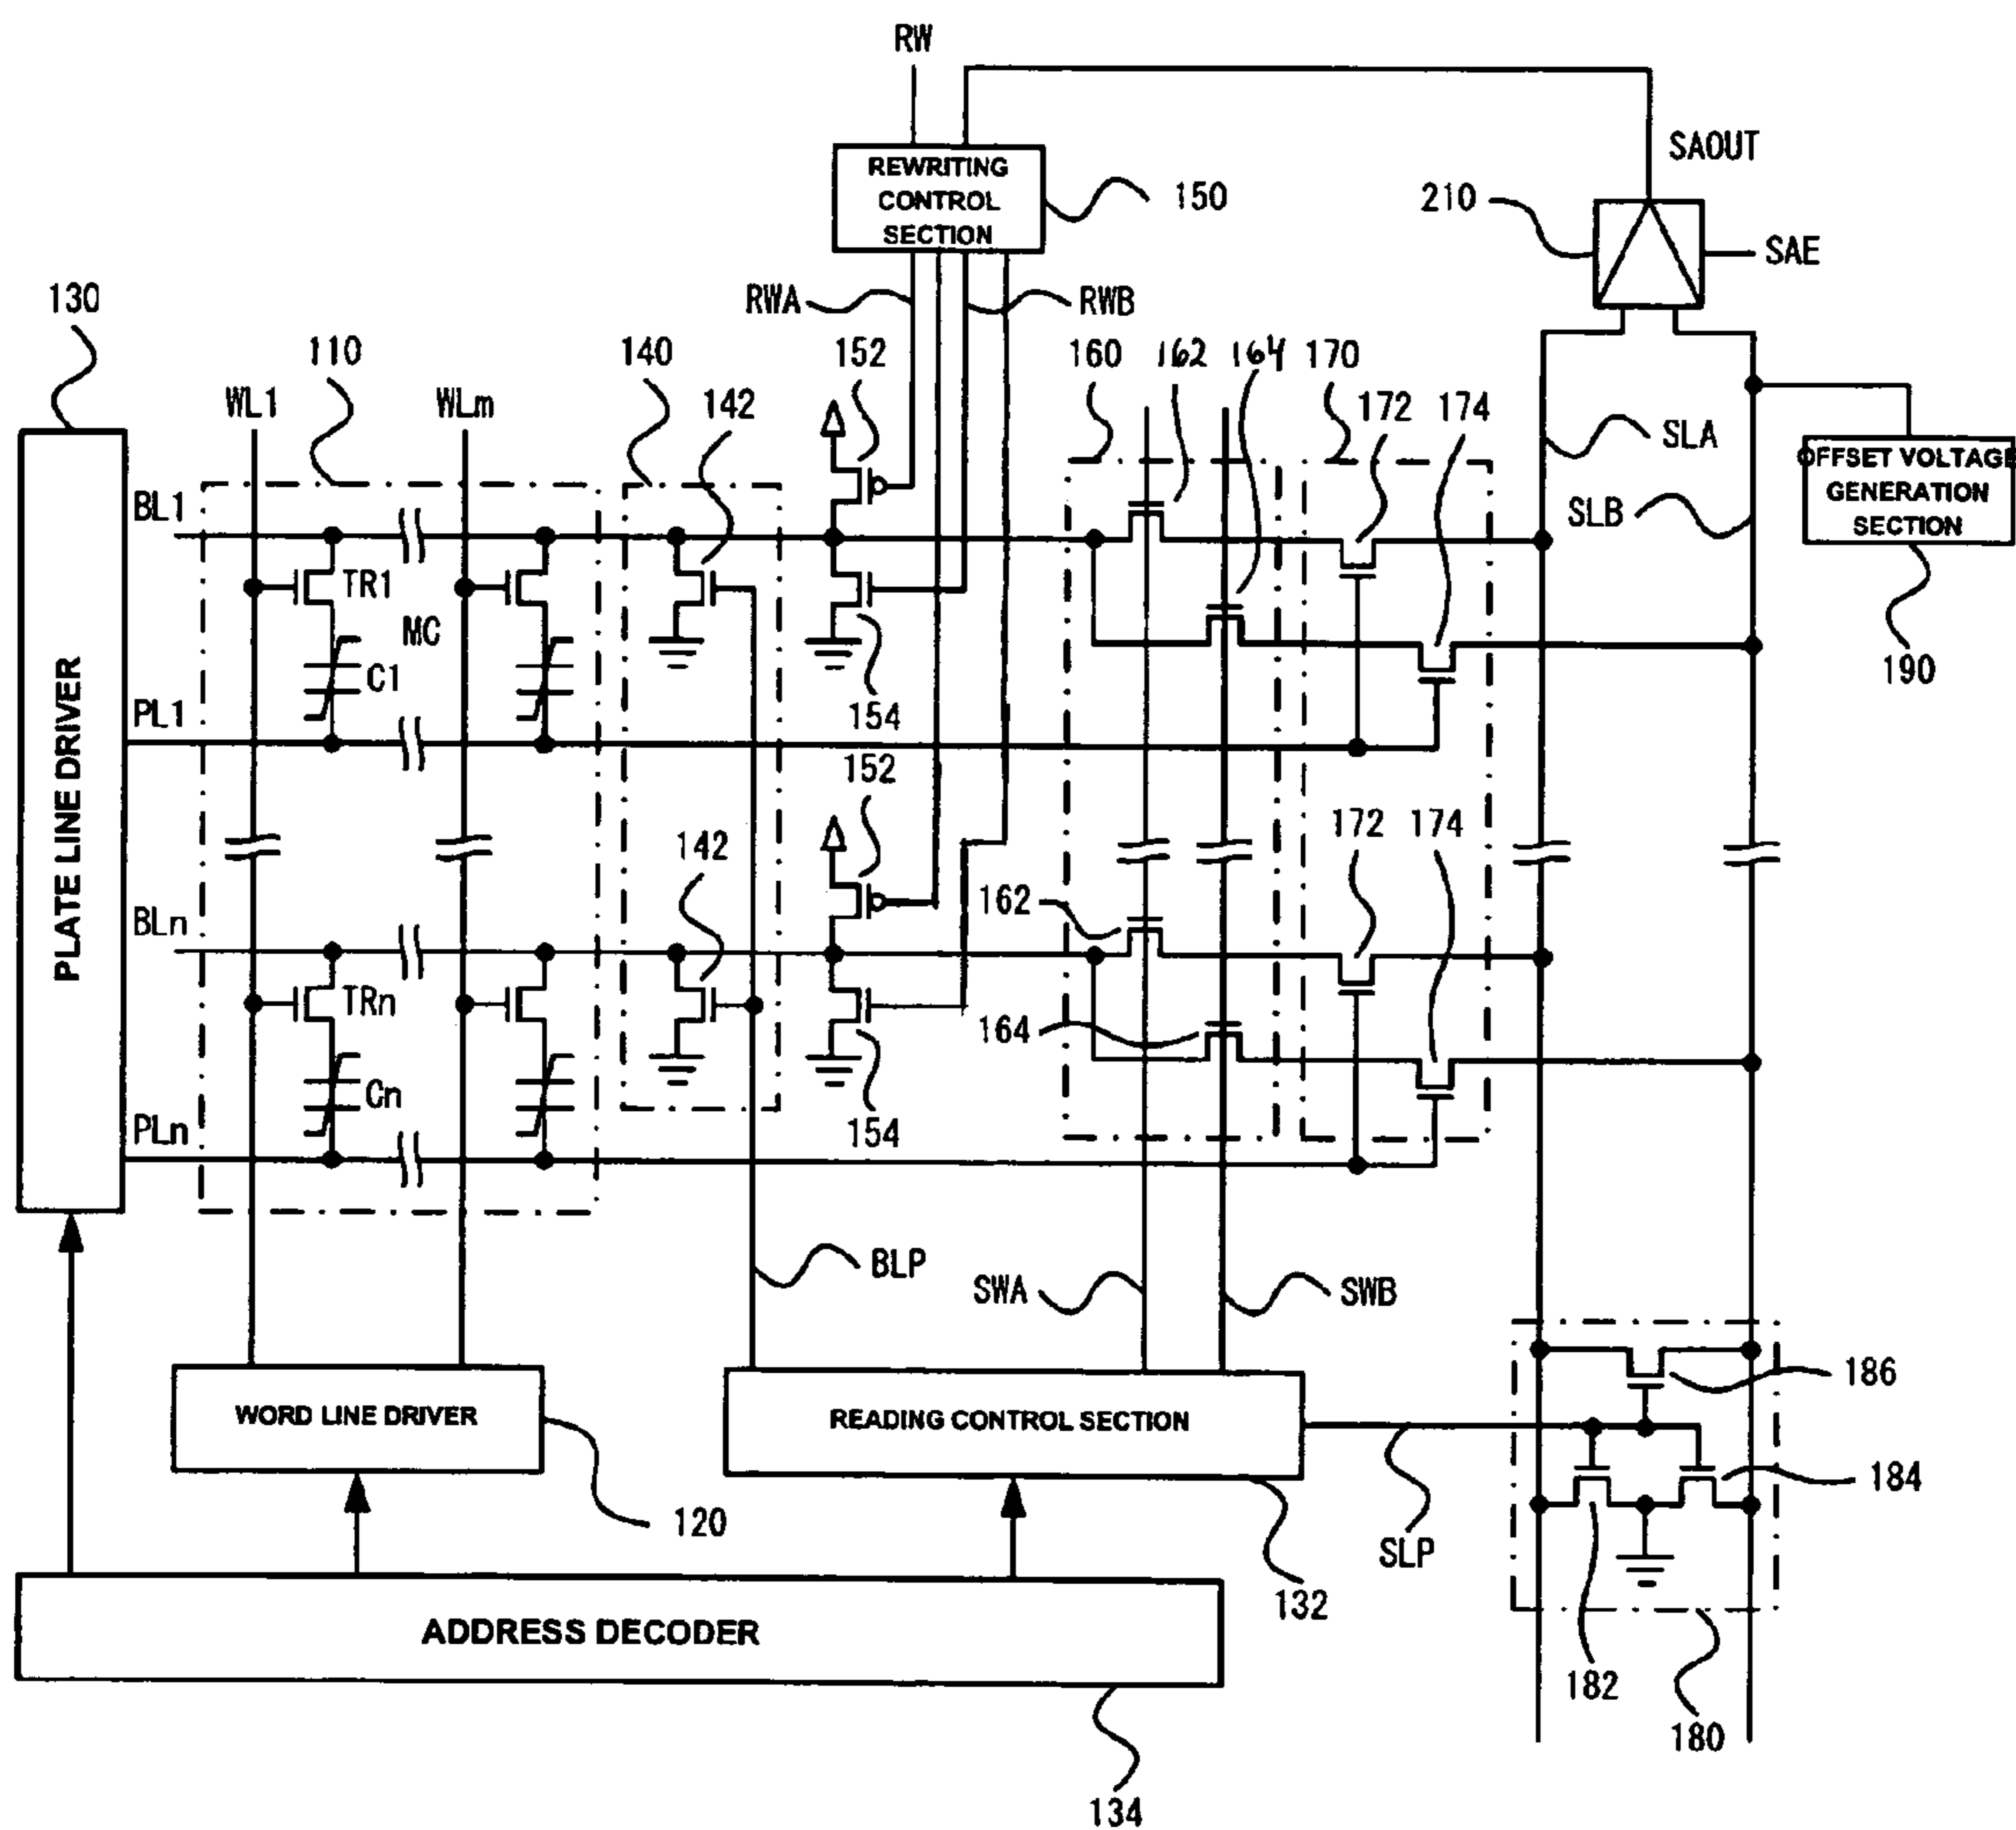 RW
SAOUT
REWRITING
CONTROL
SECTION
150
210
SAE
130
RWA
RWB
110
140
152
160
162
164
170
WL1
WLm
142
172
174
SLA
OFFSET VOLTAGE
GENERATION
SECTION
BL1
SLB
TR1
MC
C1
190
154
PL1
152
PLATE LINE DRIVER
142
172
174
162
BLn
TRn
164
Cn
PLn
154
BLP
SWA
SWB
186
WORD LINE DRIVER
READING CONTROL SECTION
184
120
SLP
132
ADDRESS DECODER
182
180
134